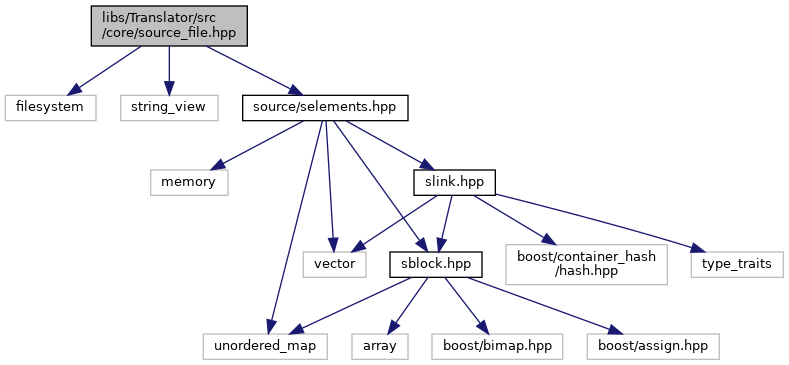 libs/Translator/src
/core/source_file.hpp
filesystem
string_view
source/selements.hpp
memory
slink.hpp
vector
sblock.hpp
boost/container_hash
/hash.hpp
type_traits
unordered_map
array
boost/bimap.hpp
boost/assign.hpp